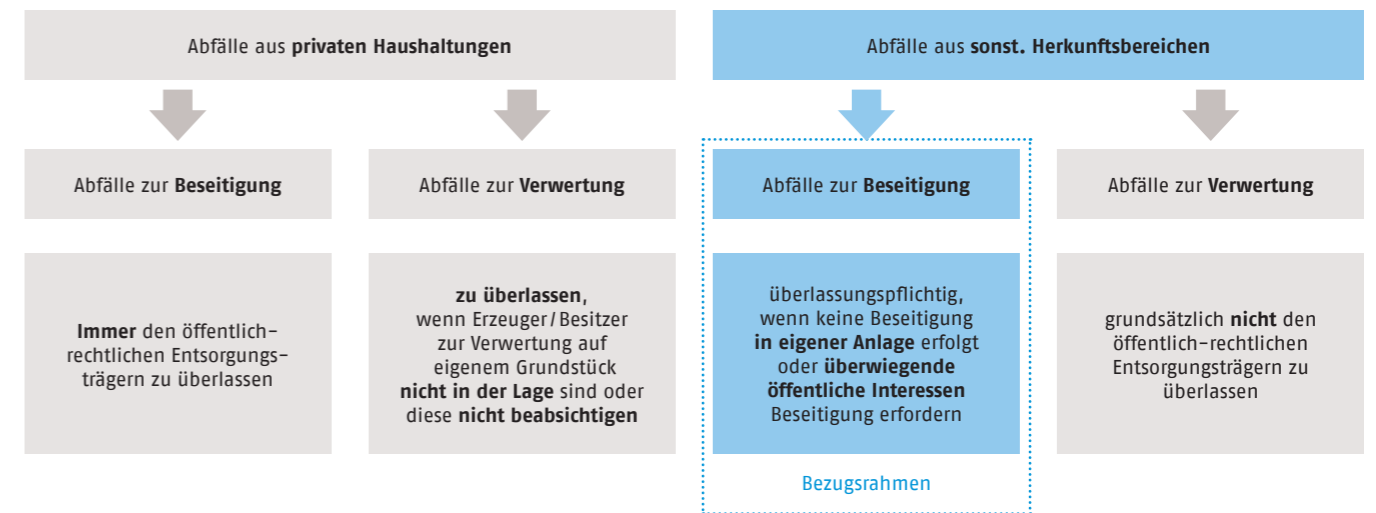 Abfälle aus privaten Haushaltungen
Abfälle aus sonst. Herkunftsbereichen
Abfälle zur Beseitigung
Abfälle zur Verwertung
Abfälle zur Beseitigung
Abfälle zur Verwertung
Immer den öffentlich-
rechtlichen Entsorgungs-
trägern zu überlassen
zu überlassen,
wenn Erzeuger/Besitzer
zur Verwertung auf
eigenem Grundstück
nicht in der Lage sind oder
diese nicht beabsichtigen
überlassungspflichtig,
wenn keine Beseitigung
in eigener Anlage erfolgt
oder überwiegende
öffentliche Interessen
Beseitigung erfordern
grundsätzlich nicht den
öffentlich-rechtlichen
Entsorgungsträgern zu
überlassen
Bezugsrahmen